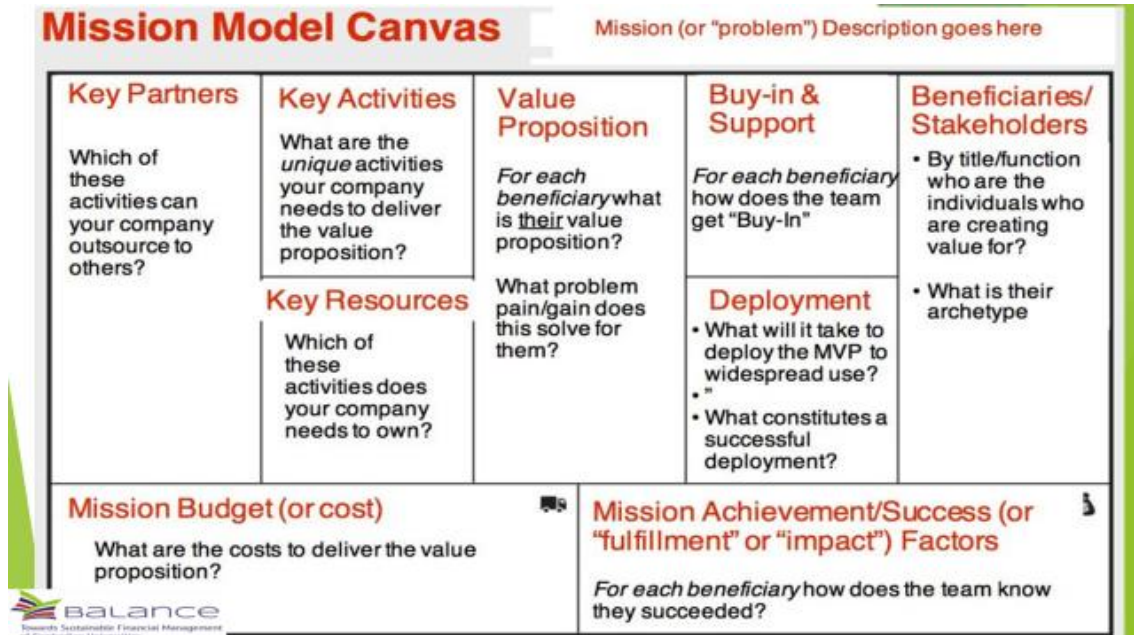 Mission Model Canvas
Mission (or “problem”) Description goes here
Key Partners
Which of
these
activities can
your company
outsource to
others?
Key Activities
What are the
unique activities
your company
needs to deliver
the value
proposition?
Key Resources
Which of
these
activities does
your company
needs to own?
Value
Proposition
For each
beneficiary what
is their value
proposition?
What problem
pain/gain does
this solve for
them?
Buy-in &
Support
For each beneficiary
how does the team
get “Buy-In”
Deployment
• What will it take to
deploy the MVP to
widespread use?
• ”
• What constitutes a
successful
deployment?
Beneficiaries/
Stakeholders
• By title/function
who are the
individuals who
are creating
value for?
• What is their
archetype
Mission Budget (or cost)
What are the costs to deliver the value
proposition?
Mission Achievement/Success (or
“fulfillment” or “impact”) Factors
For each beneficiary how does the team know
they succeeded?
BALANCE
Towards Sustainable Financial Management